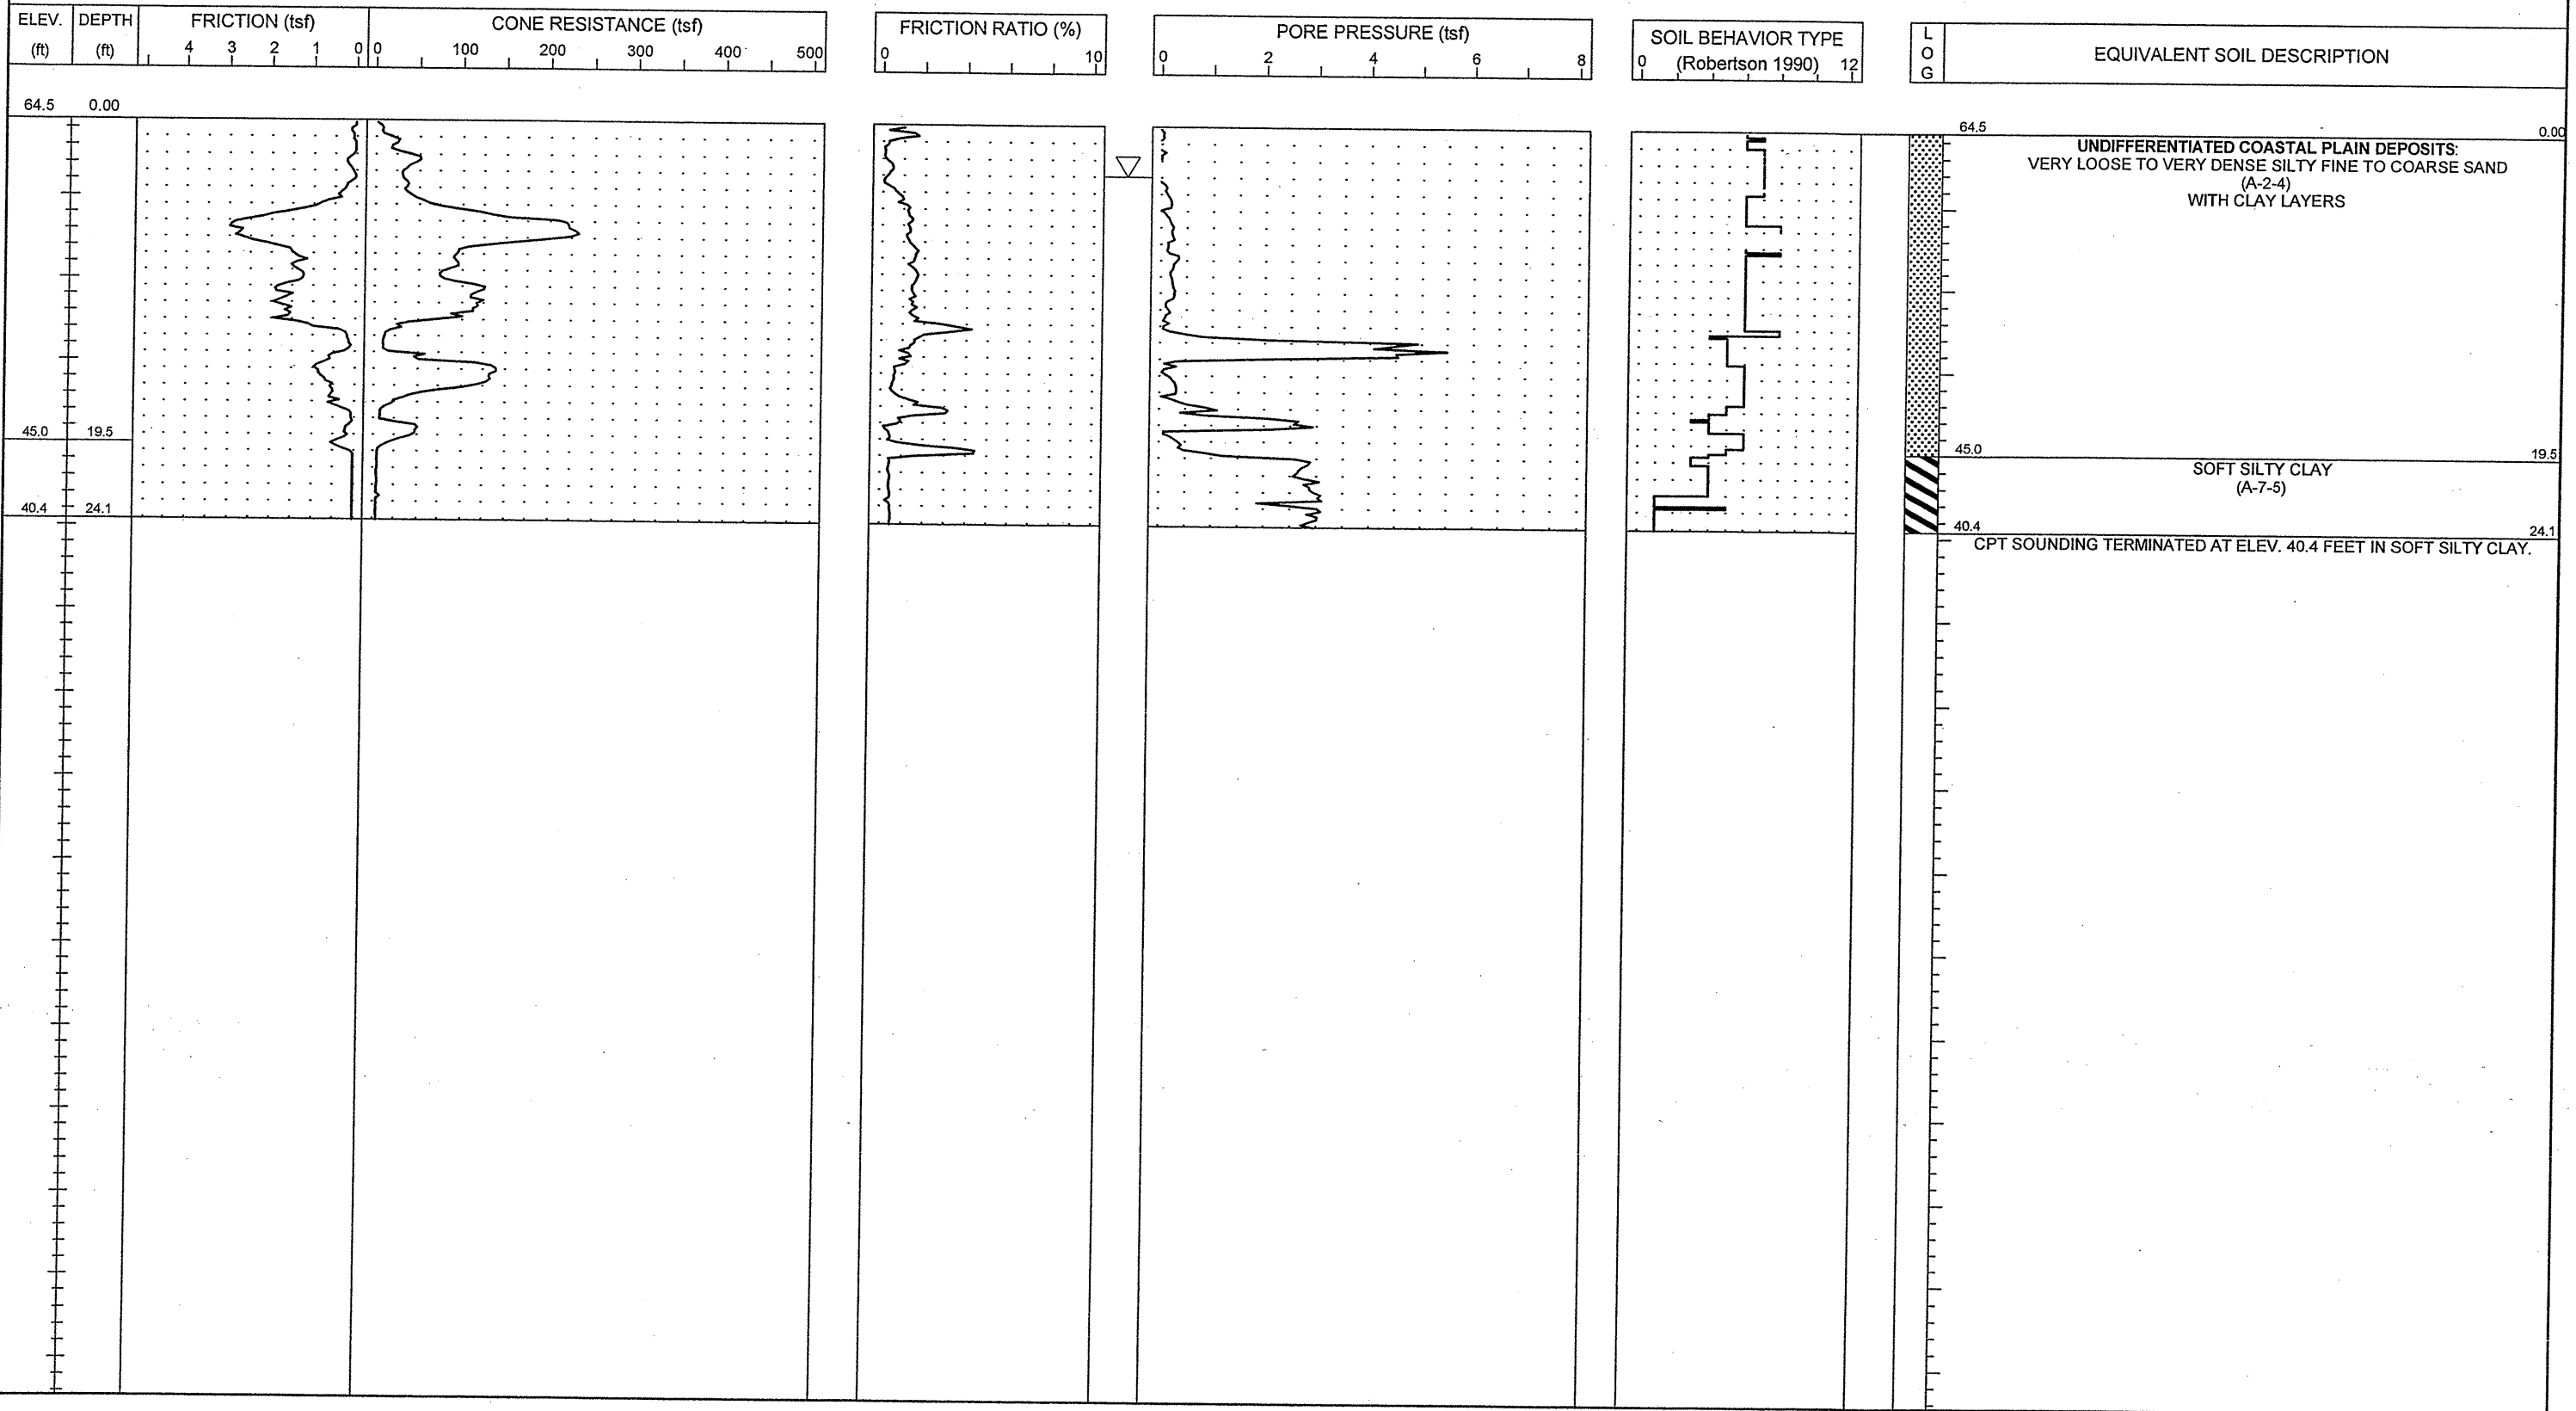 ELEV. DEPTH FRICTION (tsf) CONE RESISTANCE (tsf) FRICTION RATIO (%) PORE PRESSURE (tsf) SOIL BEHAVIOR TYPE LOG EQUIVALENT SOIL DESCRIPTION
(ft) (ft) 4 3 2 1 0 0 100 200 300 400 500 0 10 0 2 4 6 8 (Robertson 1990) 0 12
64.5 0.00
64.5 0.00
UNDIFFERENTIATED COASTAL PLAIN DEPOSITS:
VERY LOOSE TO VERY DENSE SILTY FINE TO COARSE SAND
(A-2-4)
WITH CLAY LAYERS
45.0 19.5
45.0 19.5
SOFT SILTY CLAY
(A-7-5)
40.4 24.1
40.4 24.1
CPT SOUNDING TERMINATED AT ELEV. 40.4 FEET IN SOFT SILTY CLAY.